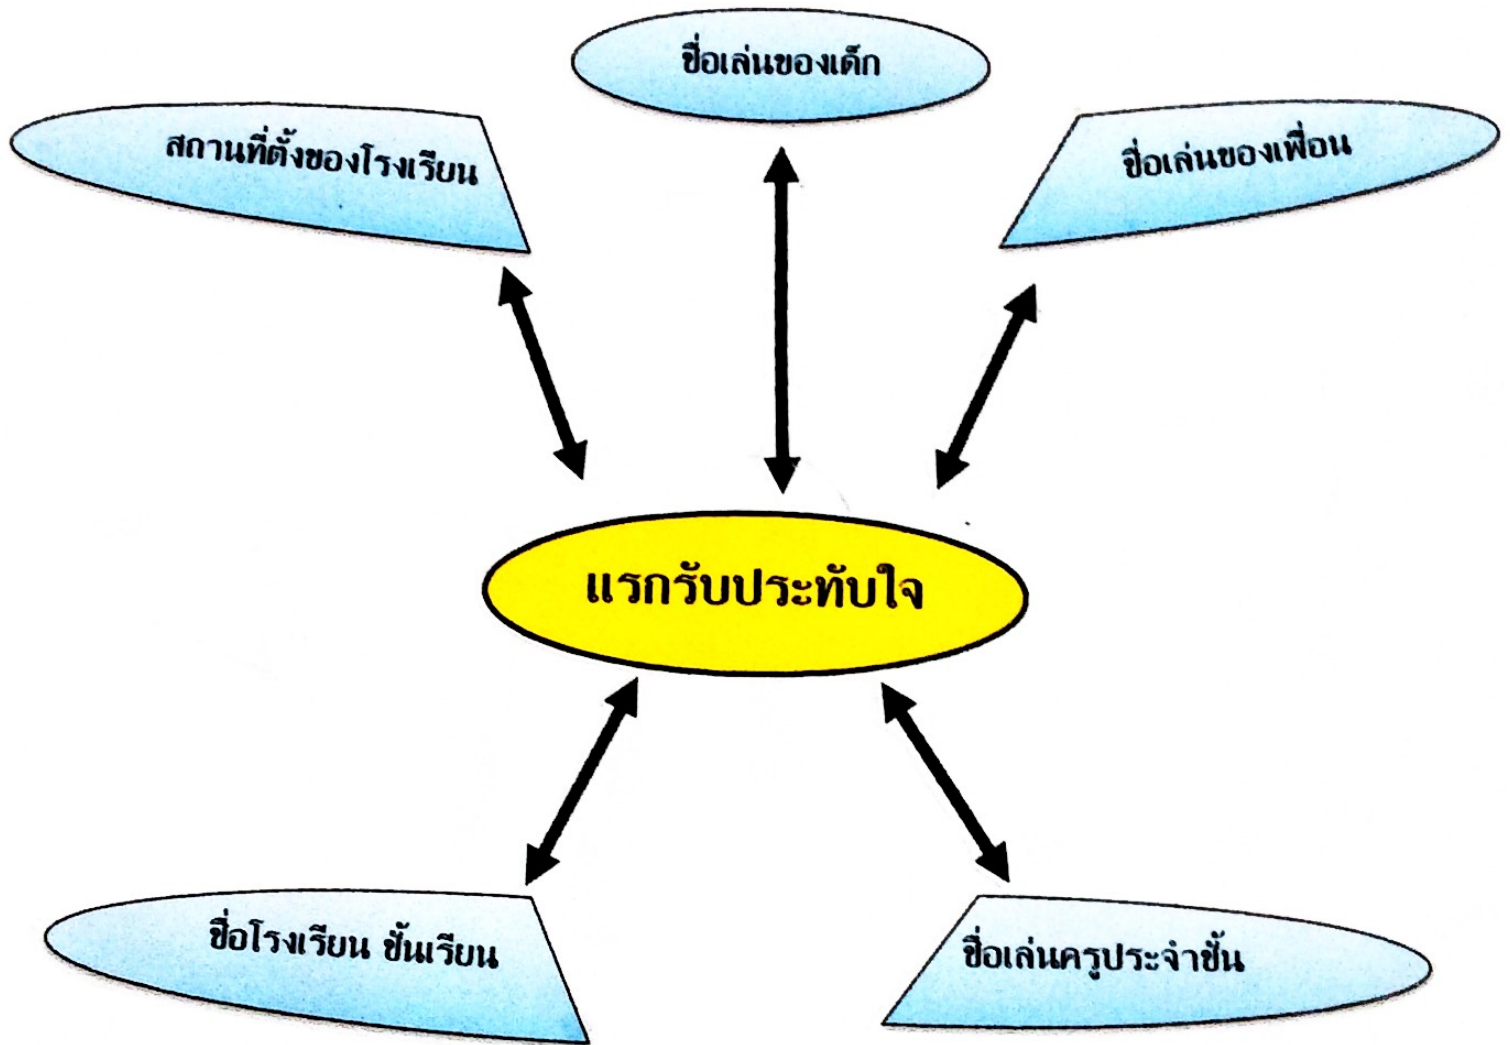 ชื่อเล่นของเด็ก
สถานที่ตั้งของโรงเรียน
ชื่อเล่นของเพื่อน
แรกรับประทับใจ
ชื่อโรงเรียน ชั้นเรียน
ชื่อเล่นครูประจำชั้น